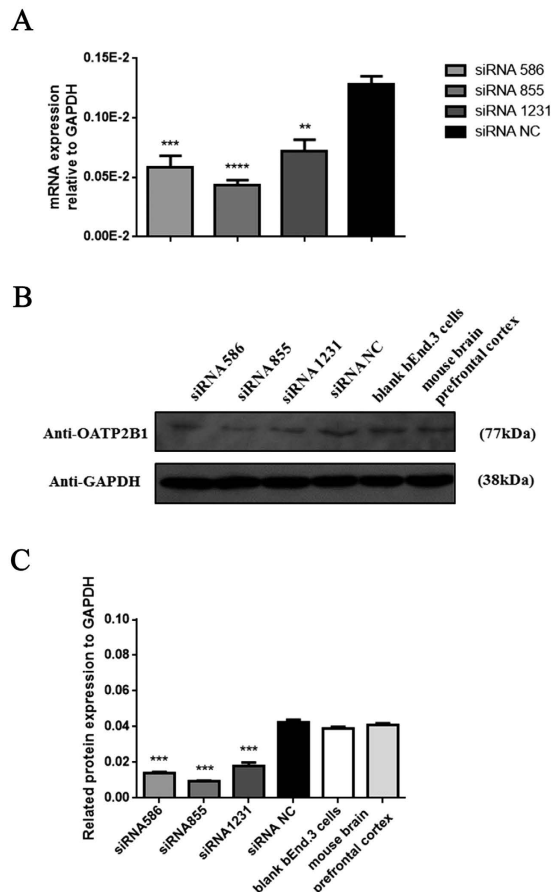 A
mRNA expression
relative to GAPDH
0.15E-2
0.10E-2
0.05E-2
0.00E-2
***
****
**
siRNA 586
siRNA 855
siRNA 1231
siRNA NC
B
siRNA 586
siRNA 855
siRNA 1231
siRNA NC
blank bEnd.3 cells
mouse brain
prefrontal cortex
Anti-OATP2B1
(77kDa)
Anti-GAPDH
(38kDa)
C
Related protein expression to GAPDH
0.10
0.08
0.06
0.04
0.02
0.00
***
***
***
siRNA586
siRNA855
siRNA1231
siRNA NC
blank bEnd.3 cells
mouse brain
prefrontal cortex